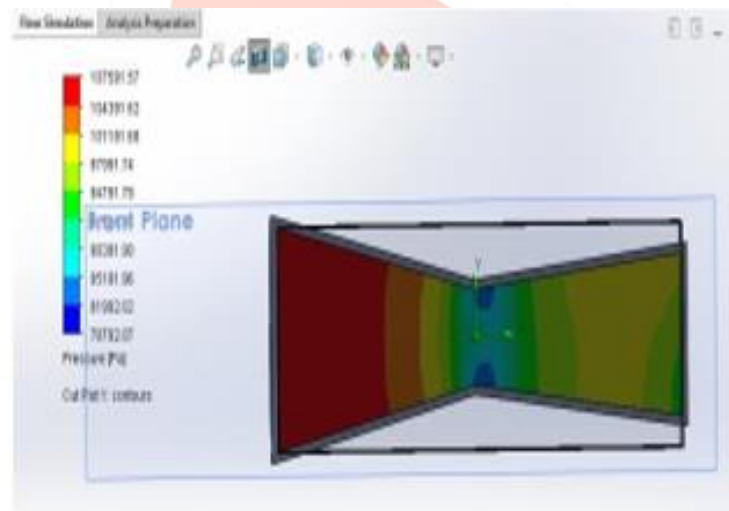 Flow Simulation Analysis Preparation
107591.57
104391.62
101191.68
97991.74
94791.79
Front Plane
88391.90
85191.96
81992.02
78792.07
Pressure [Pa]
Cut Plot 1: contours
Y